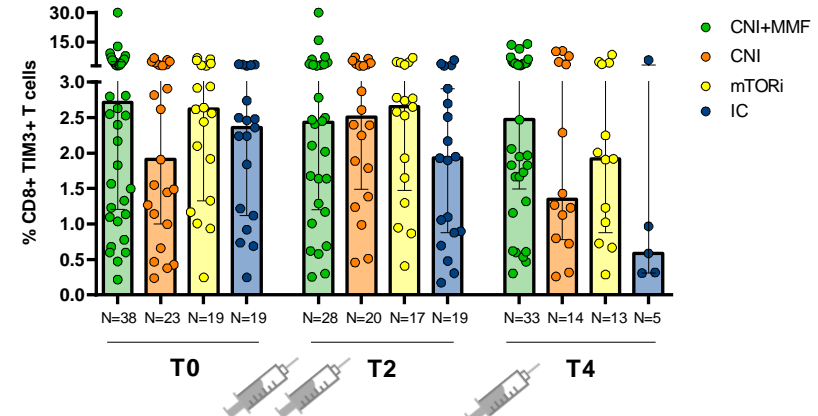 % CD8+ TIM3+ T cells
30.0
15.0
3.0
2.5
2.0
1.5
1.0
0.5
0.0
N=38 N=23 N=19 N=19 N=28 N=20 N=17 N=19 N=33 N=14 N=13 N=5
T0 T2 T4
CNI+MMF
CNI
mTORi
IC